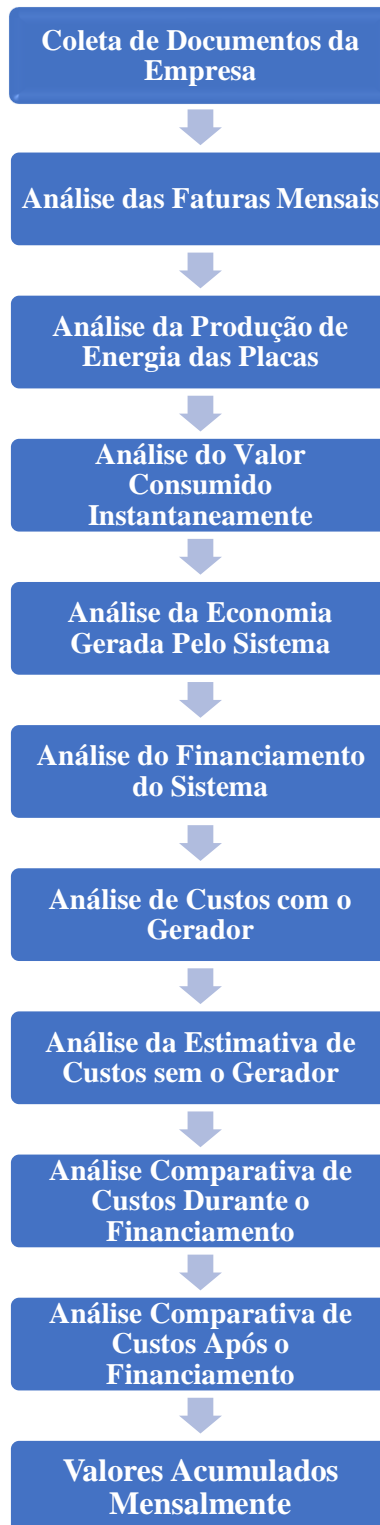 Coleta de Documentos da
Empresa
Análise das Faturas Mensais
Análise da Produção de
Energia das Placas
Análise do Valor
Consumido
Instantaneamente
Análise da Economia
Gerada Pelo Sistema
Análise do Financiamento
do Sistema
Análise de Custos com o
Gerador
Análise da Estimativa de
Custos sem o Gerador
Análise Comparativa de
Custos Durante o
Financiamento
Análise Comparativa de
Custos Após o
Financiamento
Valores Acumulados
Mensalmente